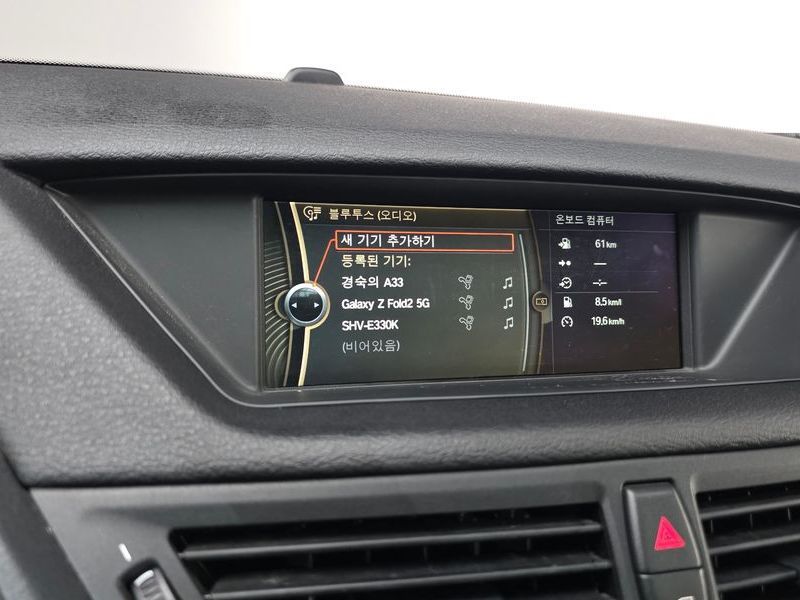 블루투스 (오디오)
새 기기 추가하기
등록된 기기:
경숙의 A33
Galaxy Z Fold2 5G
SHV-E330K
(비어있음)
온보드 컴퓨터
61 km
—
-:-
8.5 km/l
19.6 km/h